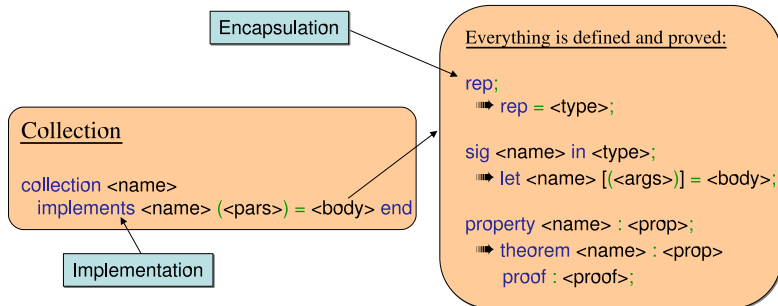 Encapsulation
Collection
collection <name>
implements <name> (<pars>) = <body> end
Implementation
Everything is defined and proved:
rep;
➠ rep = <type>;
sig <name> in <type>;
➠ let <name> [(<args>)] = <body>;
property <name> : <prop>;
➠ theorem <name> : <prop>
proof : <proof>;